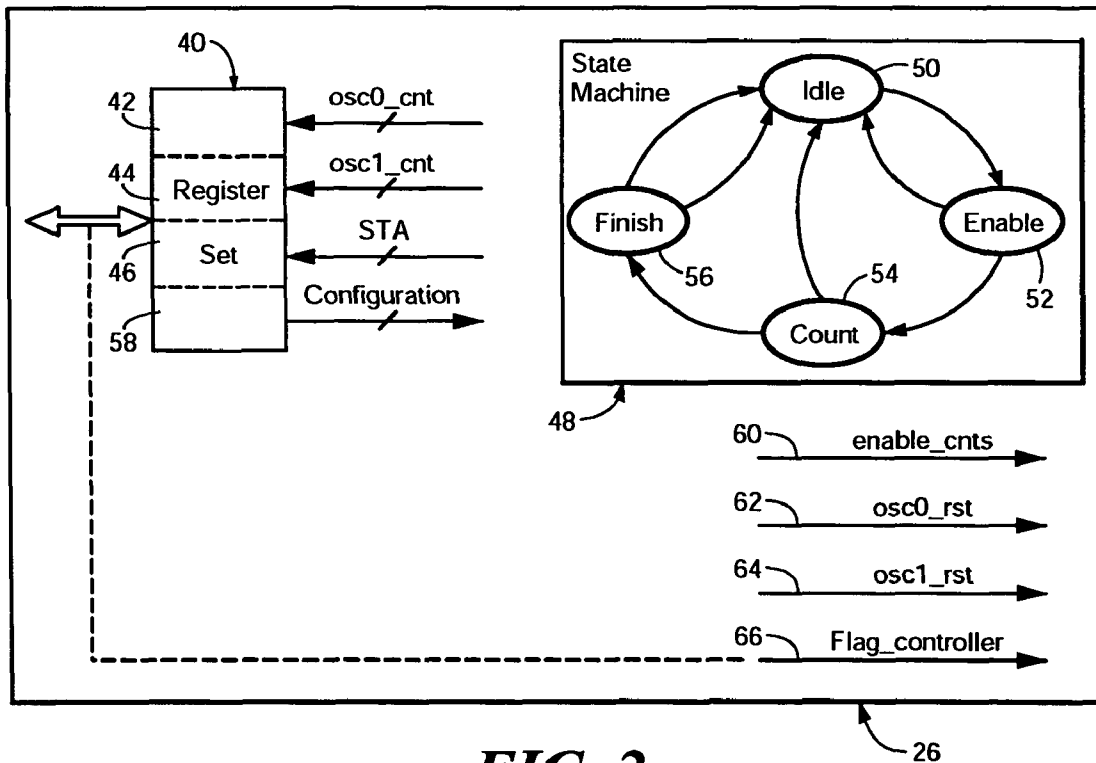 40
42
osc0_cnt
44
Register
osc1_cnt
46
Set
STA
58
Configuration
State
Machine
50
Idle
Finish
56
Enable
52
54
Count
48
60
enable_cnts
62
osc0_rst
64
osc1_rst
66
Flag_controller
26
FIG.